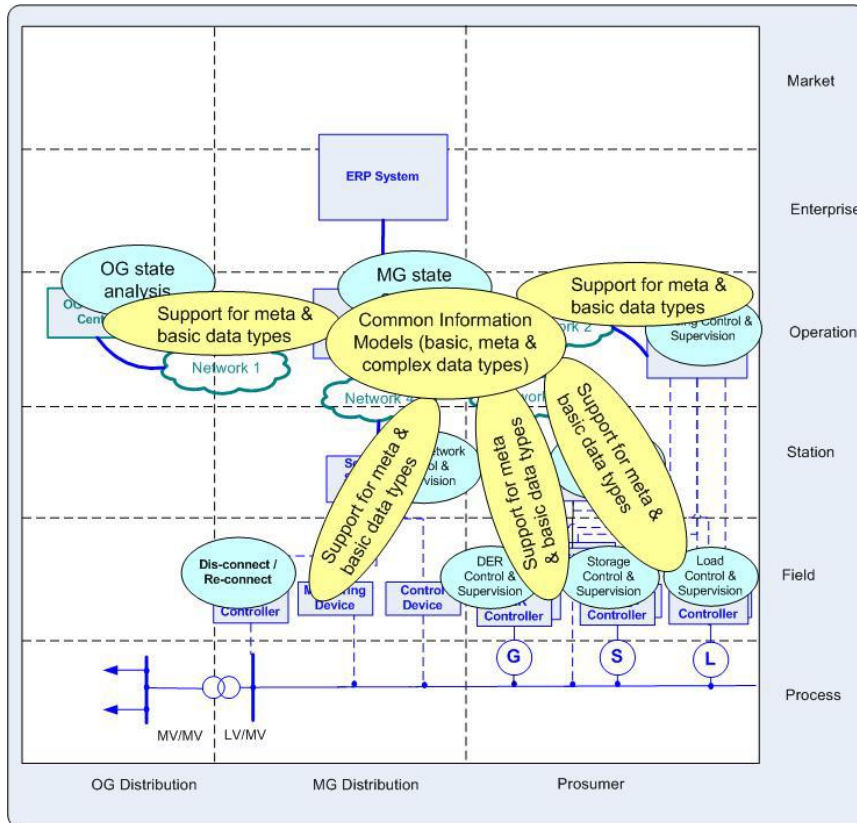 Market
ERP System
Enterprise
OG state
analysis
MG state
Support for meta &
basic data types
OG
Cent
Support for meta &
basic data types
Common Information
Models (basic, meta &
complex data types)
Control &
Supervision
Operation
Network 1
Network
2
Support for meta &
basic data types
Support for meta
& basic data types
Support for meta &
basic data types
Station
Dis-connect /
Re-connect
Controller
Device
Control
Device
DER
Control &
Supervision
Storage
Control &
Supervision
Load
Control &
Supervision
Controller
Controller
Controller
Field
G
S
L
Process
MV/MV
LV/MV
OG Distribution
MG Distribution
Prosumer